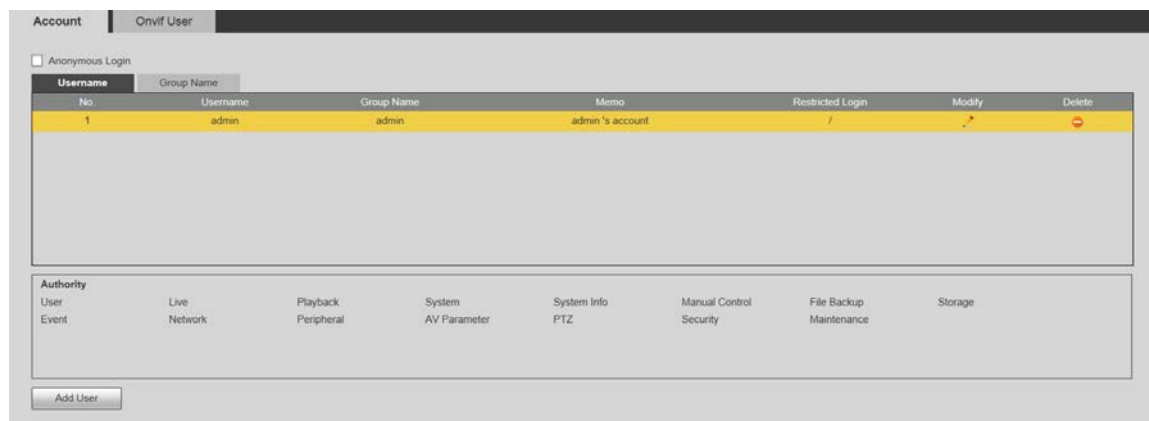 Account Onvif User
Anonymous Login
Username Group Name
No. Username Group Name Memo Restricted Login Modify Delete
1 admin admin admin 's account /
Authority
User Live Playback System System Info Manual Control File Backup Storage
Event Network Peripheral AV Parameter PTZ Security Maintenance
Add User